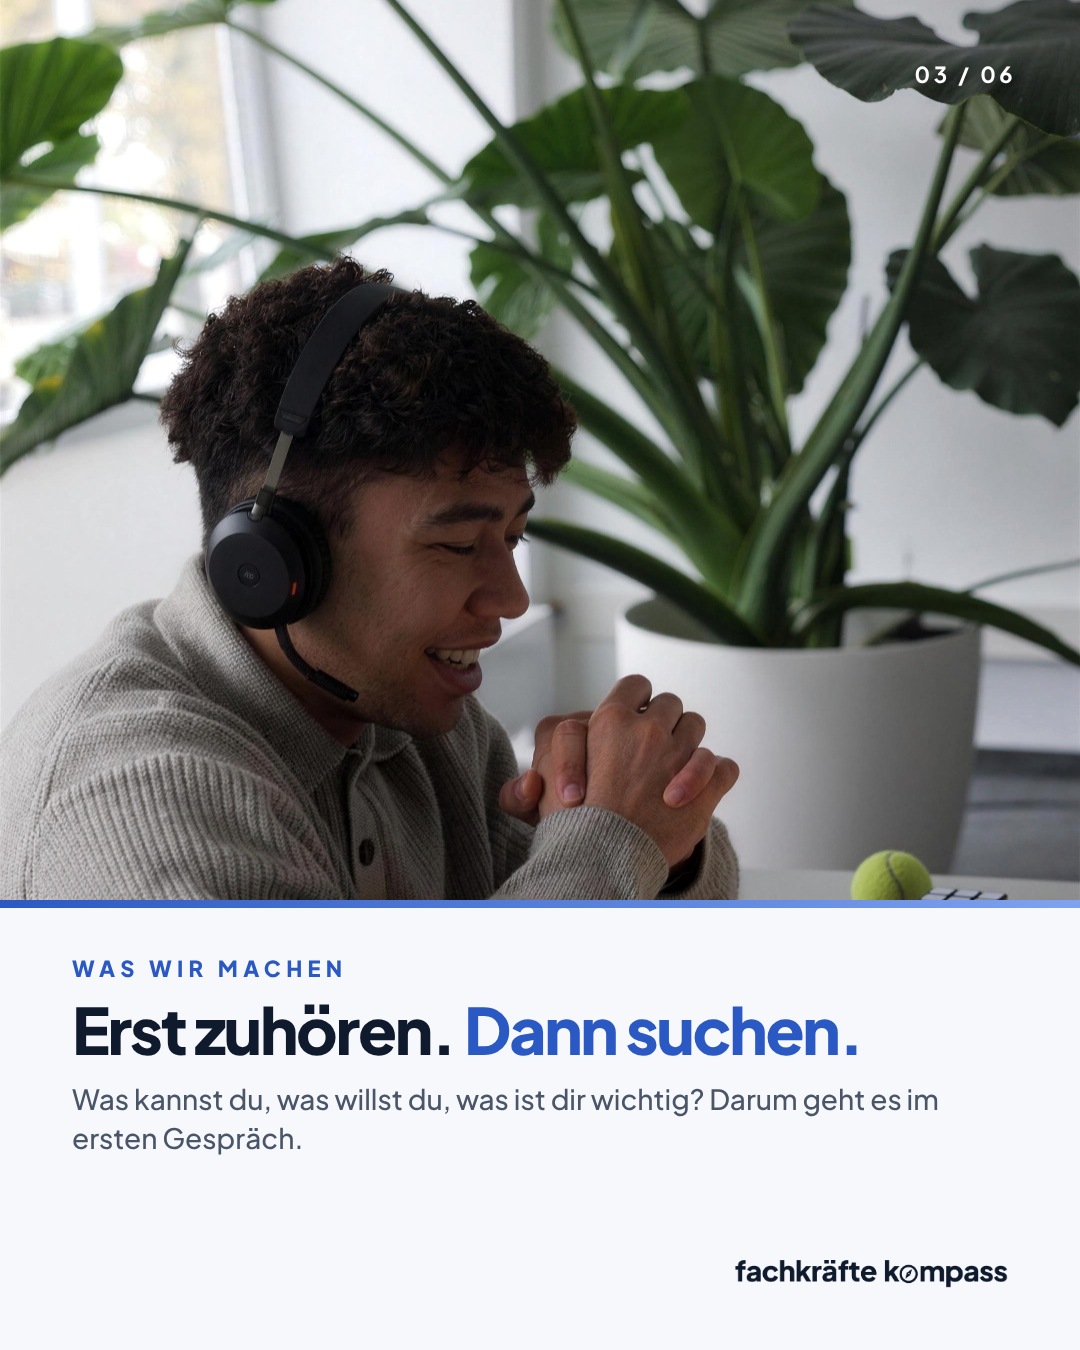 03 / 06
WAS WIR MACHEN
Erst zuhören. Dann suchen.
Was kannst du, was willst du, was ist dir wichtig? Darum geht es im
ersten Gespräch.
fachkräfte kompass